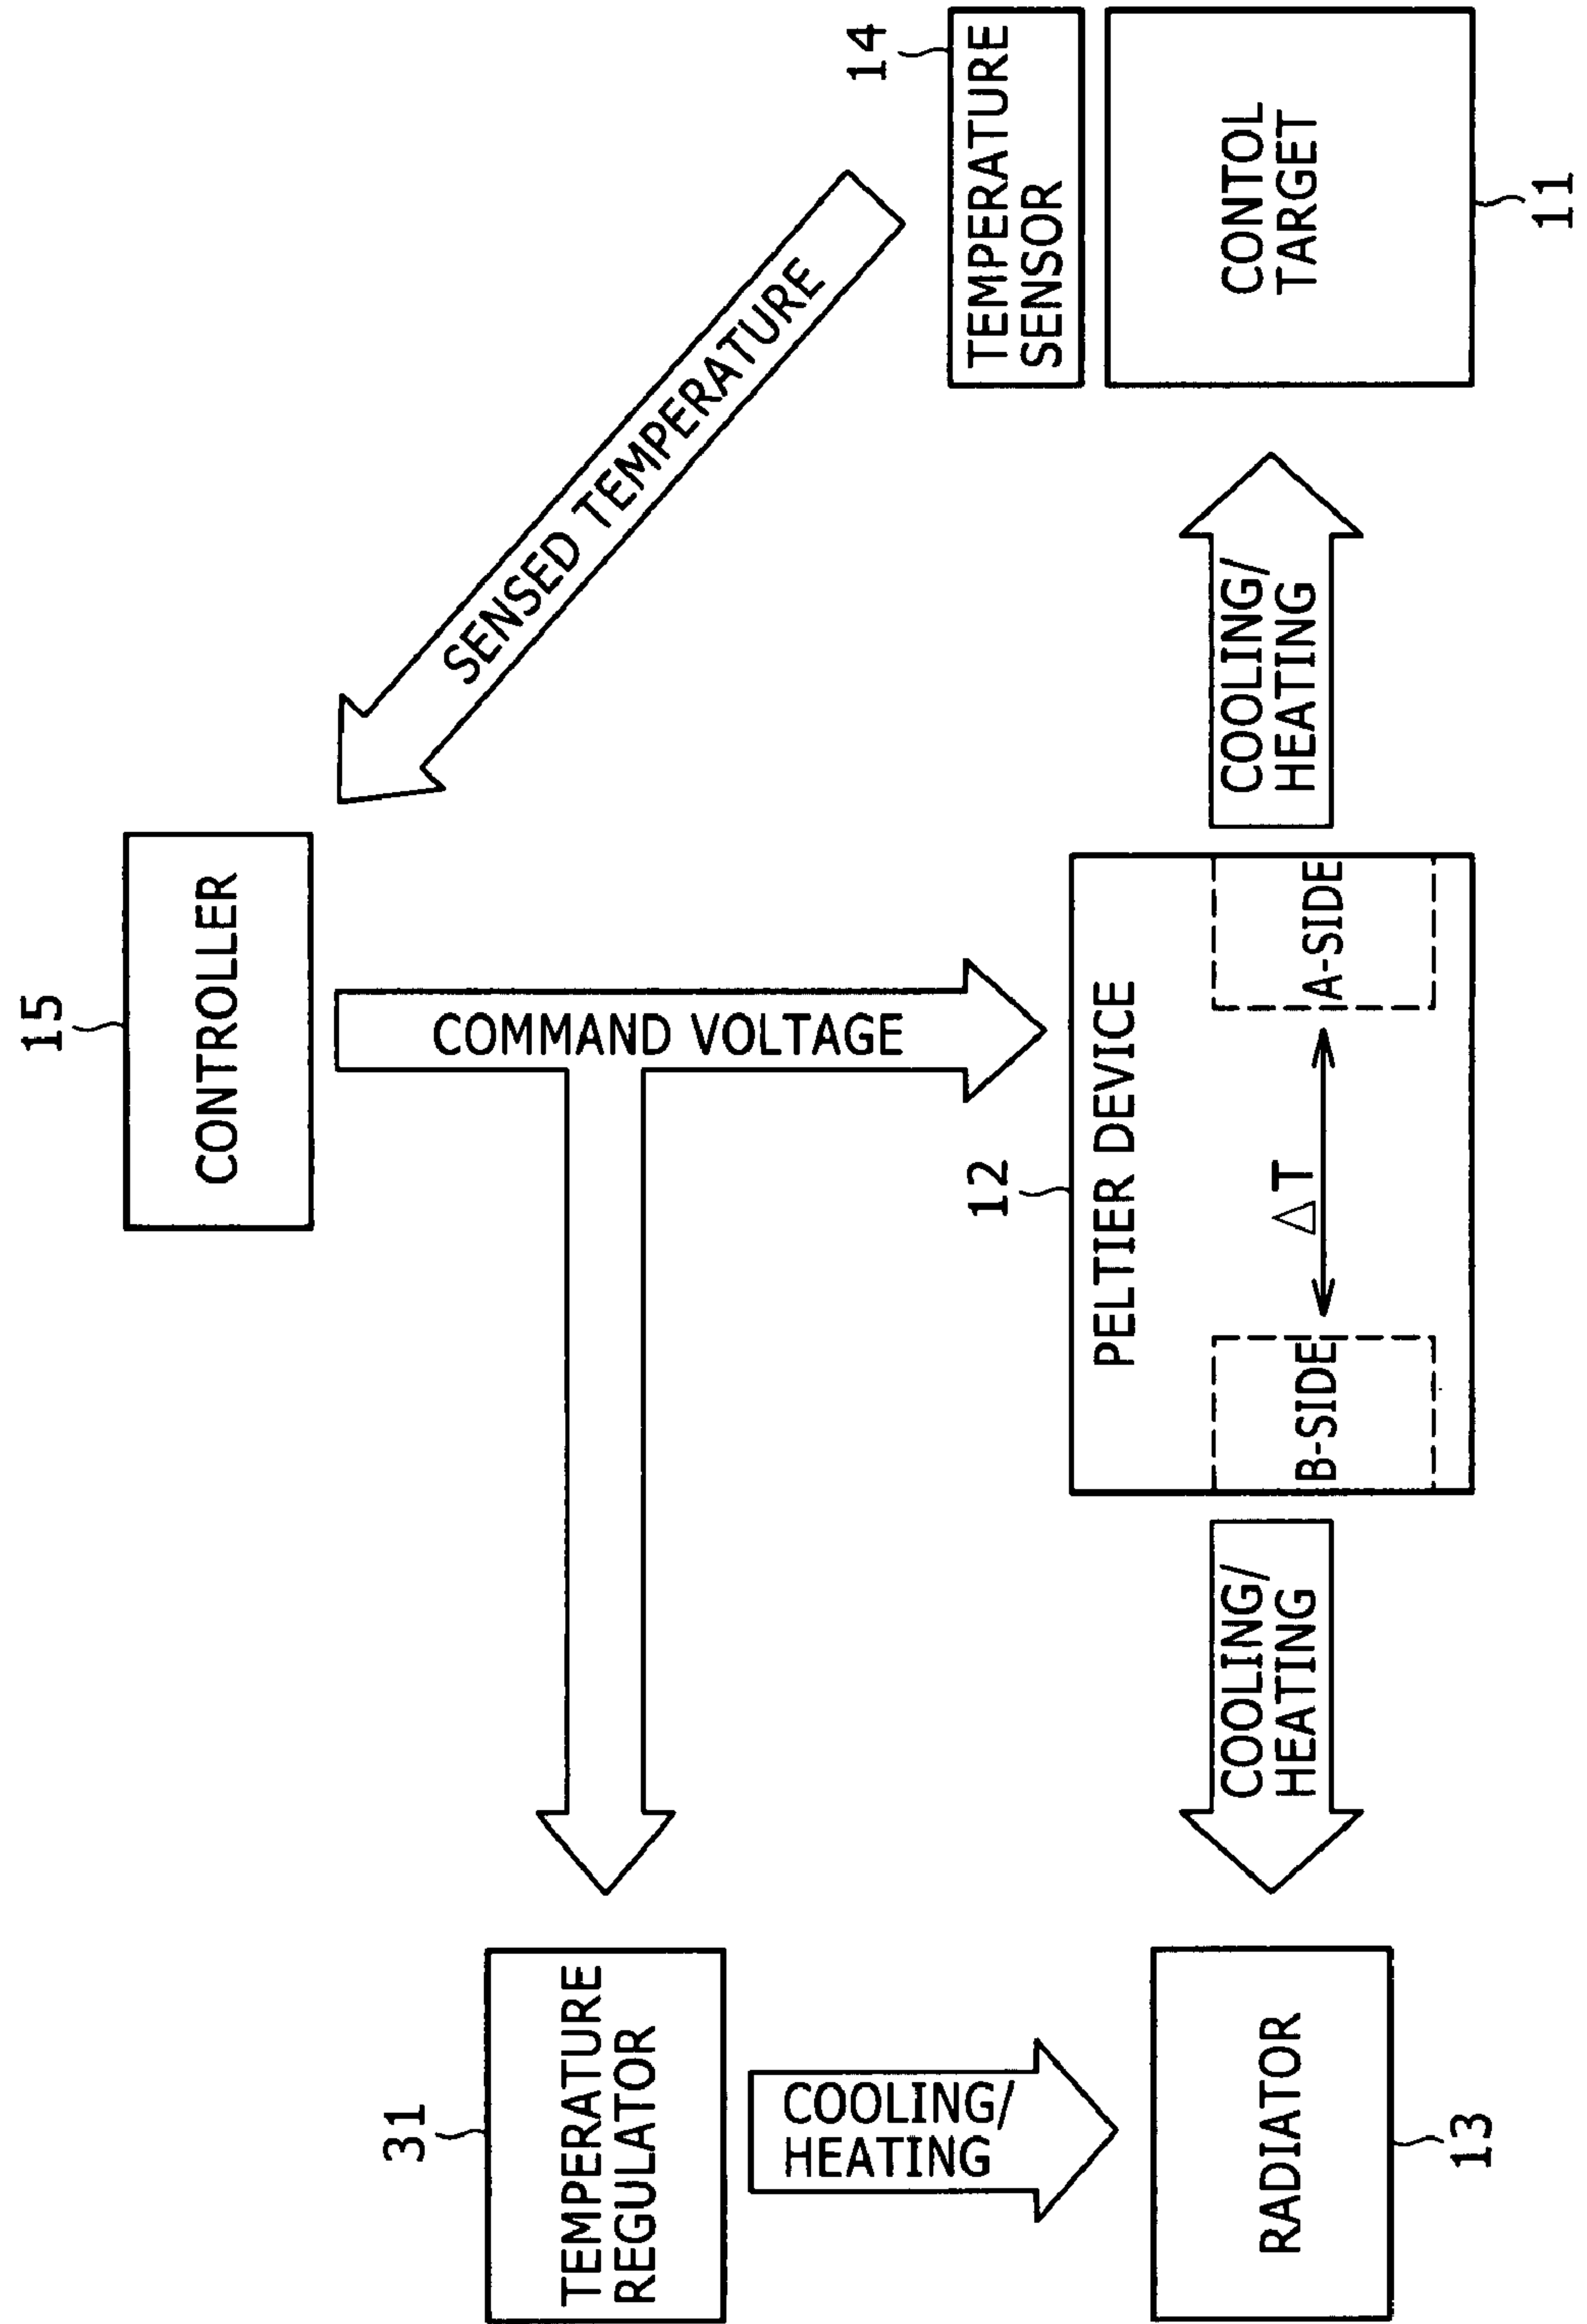 15
CONTROLLER
14
TEMPERATURE
SENSOR
CONTOL
TARGET
11
SENSED TEMPERATURE
COMMAND VOLTAGE
12
PELTIER DEVICE
A-SIDE
ΔT
B-SIDE
COOLING/
HEATING
COOLING/
HEATING
31
TEMPERATURE
REGULATOR
COOLING/
HEATING
RADIATOR
13